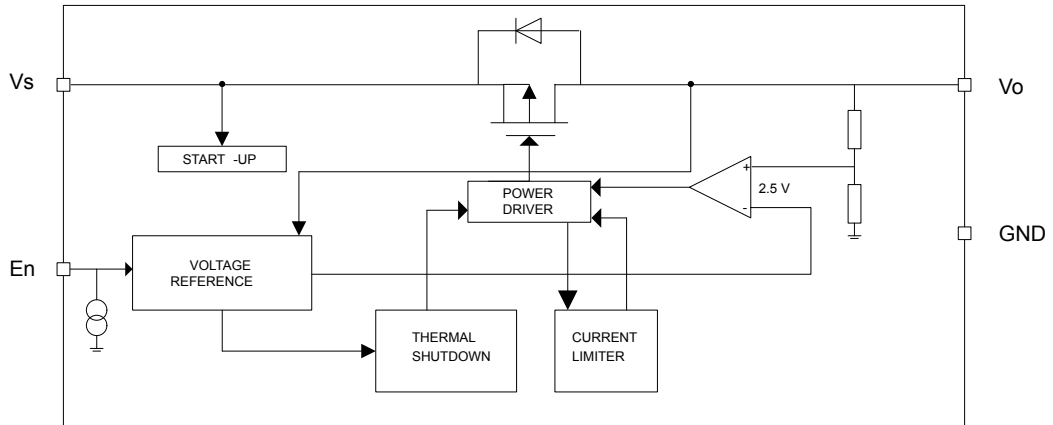 Vs
Vo
START -UP
+
2.5 V
-
POWER
DRIVER
GND
En
VOLTAGE
REFERENCE
THERMAL
SHUTDOWN
CURRENT
LIMITER